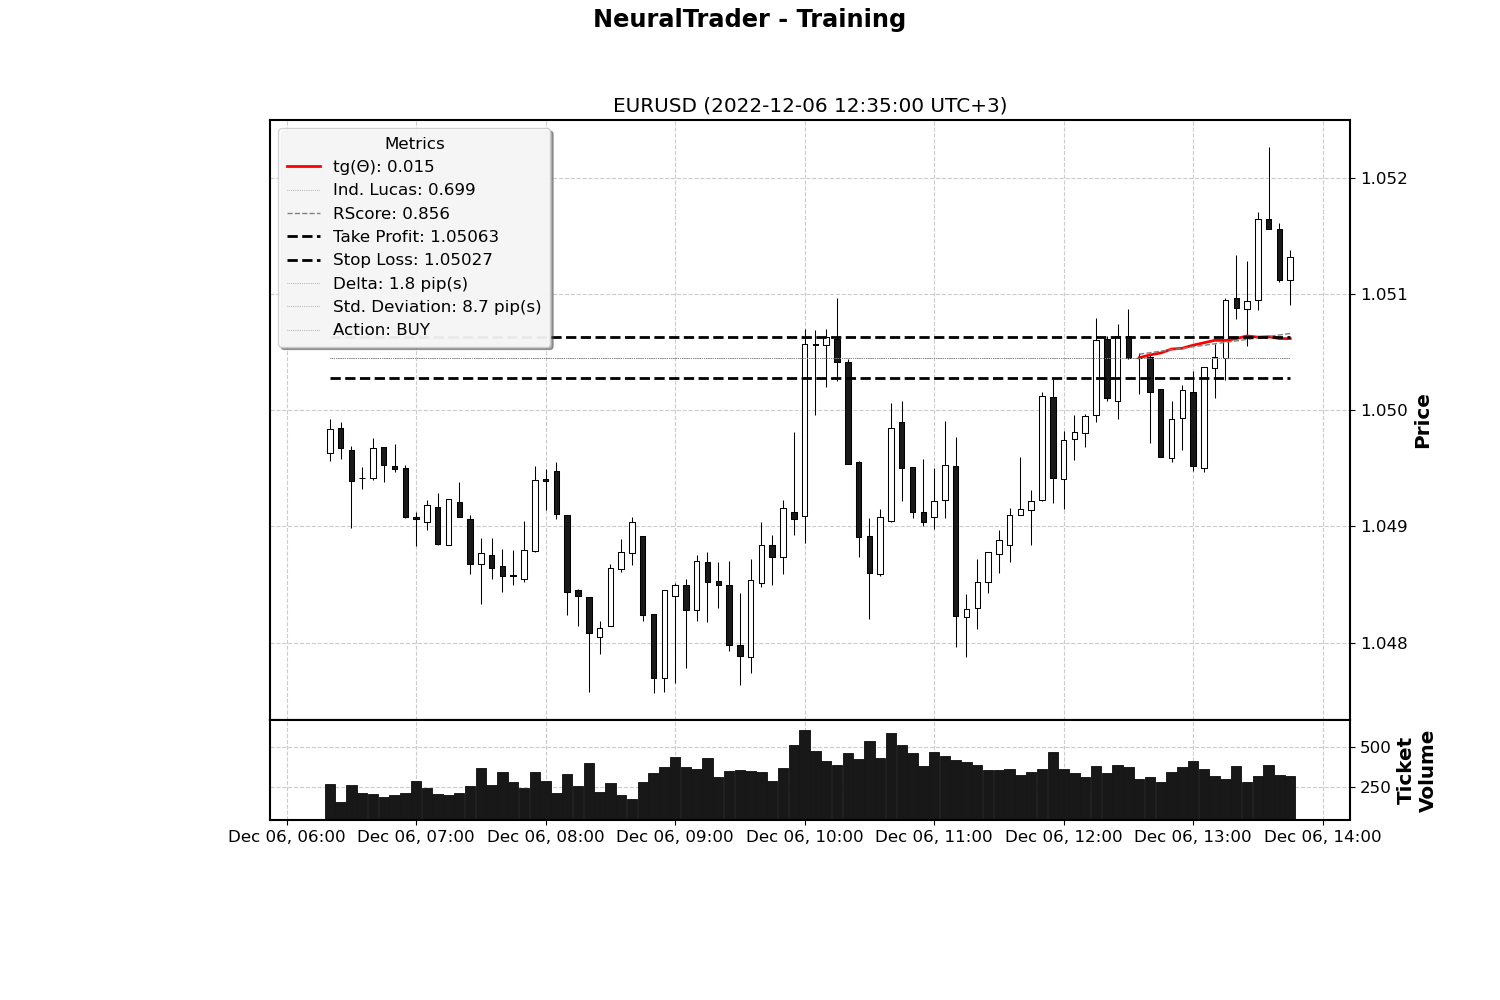 NeuralTrader - Training
EURUSD (2022-12-06 12:35:00 UTC+3)
Metrics
tg(Θ): 0.015
Ind. Lucas: 0.699
RScore: 0.856
Take Profit: 1.05063
Stop Loss: 1.05027
Delta: 1.8 pip(s)
Std. Deviation: 8.7 pip(s)
Action: BUY
1.052
1.051
1.050
1.049
1.048
Price
500
250
Ticket
Volume
Dec 06, 06:00
Dec 06, 07:00
Dec 06, 08:00
Dec 06, 09:00
Dec 06, 10:00
Dec 06, 11:00
Dec 06, 12:00
Dec 06, 13:00
Dec 06, 14:00